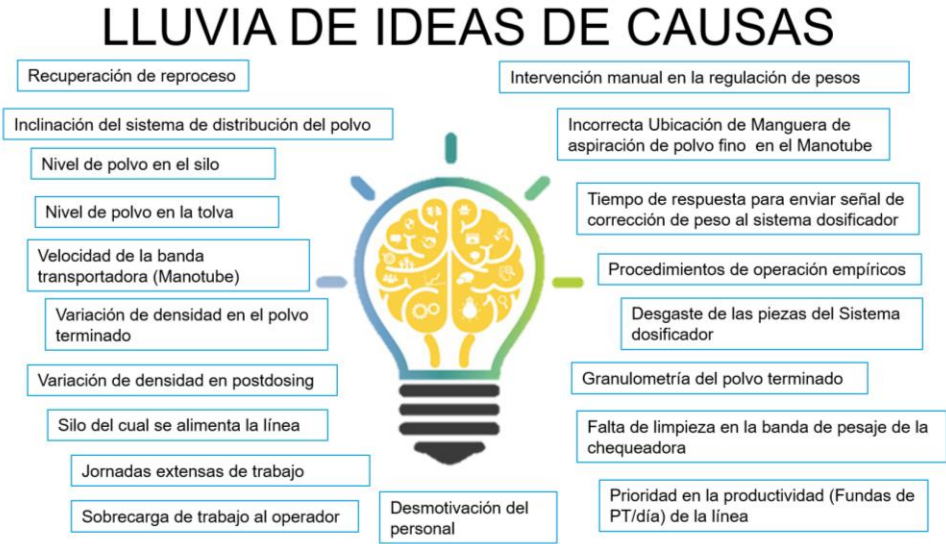 LLUVIA DE IDEAS DE CAUSAS
Recuperación de reproceso
Inclinación del sistema de distribución del polvo
Nivel de polvo en el silo
Nivel de polvo en la tolva
Velocidad de la banda
transportadora (Manotube)
Variación de densidad en el polvo
terminado
Variación de densidad en postdosing
Silo del cual se alimenta la línea
Jornadas extensas de trabajo
Sobrecarga de trabajo al operador
Desmotivación del
personal
Intervención manual en la regulación de pesos
Incorrecta Ubicación de Manguera de
aspiración de polvo fino en el Manotube
Tiempo de respuesta para enviar señal de
corrección de peso al sistema dosificador
Procedimientos de operación empíricos
Desgaste de las piezas del Sistema
dosificador
Granulometría del polvo terminado
Falta de limpieza en la banda de pesaje de la
chequeadora
Prioridad en la productividad (Fundas de
PT/día) de la línea